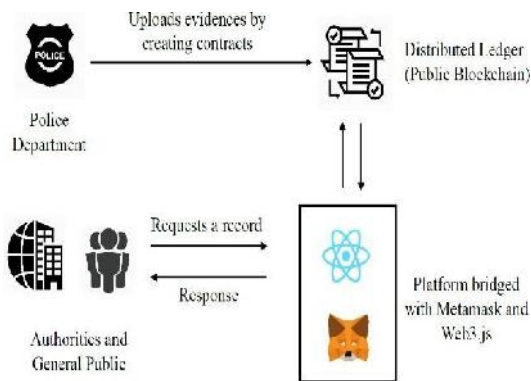 Uploads evidences by
creating contracts
POLICE
Distributed Ledger
(Public Blockchain)
Police
Department
Requests a record
Response
Platform bridged
with Metamask and
Web3.js
Authorities and
General Public